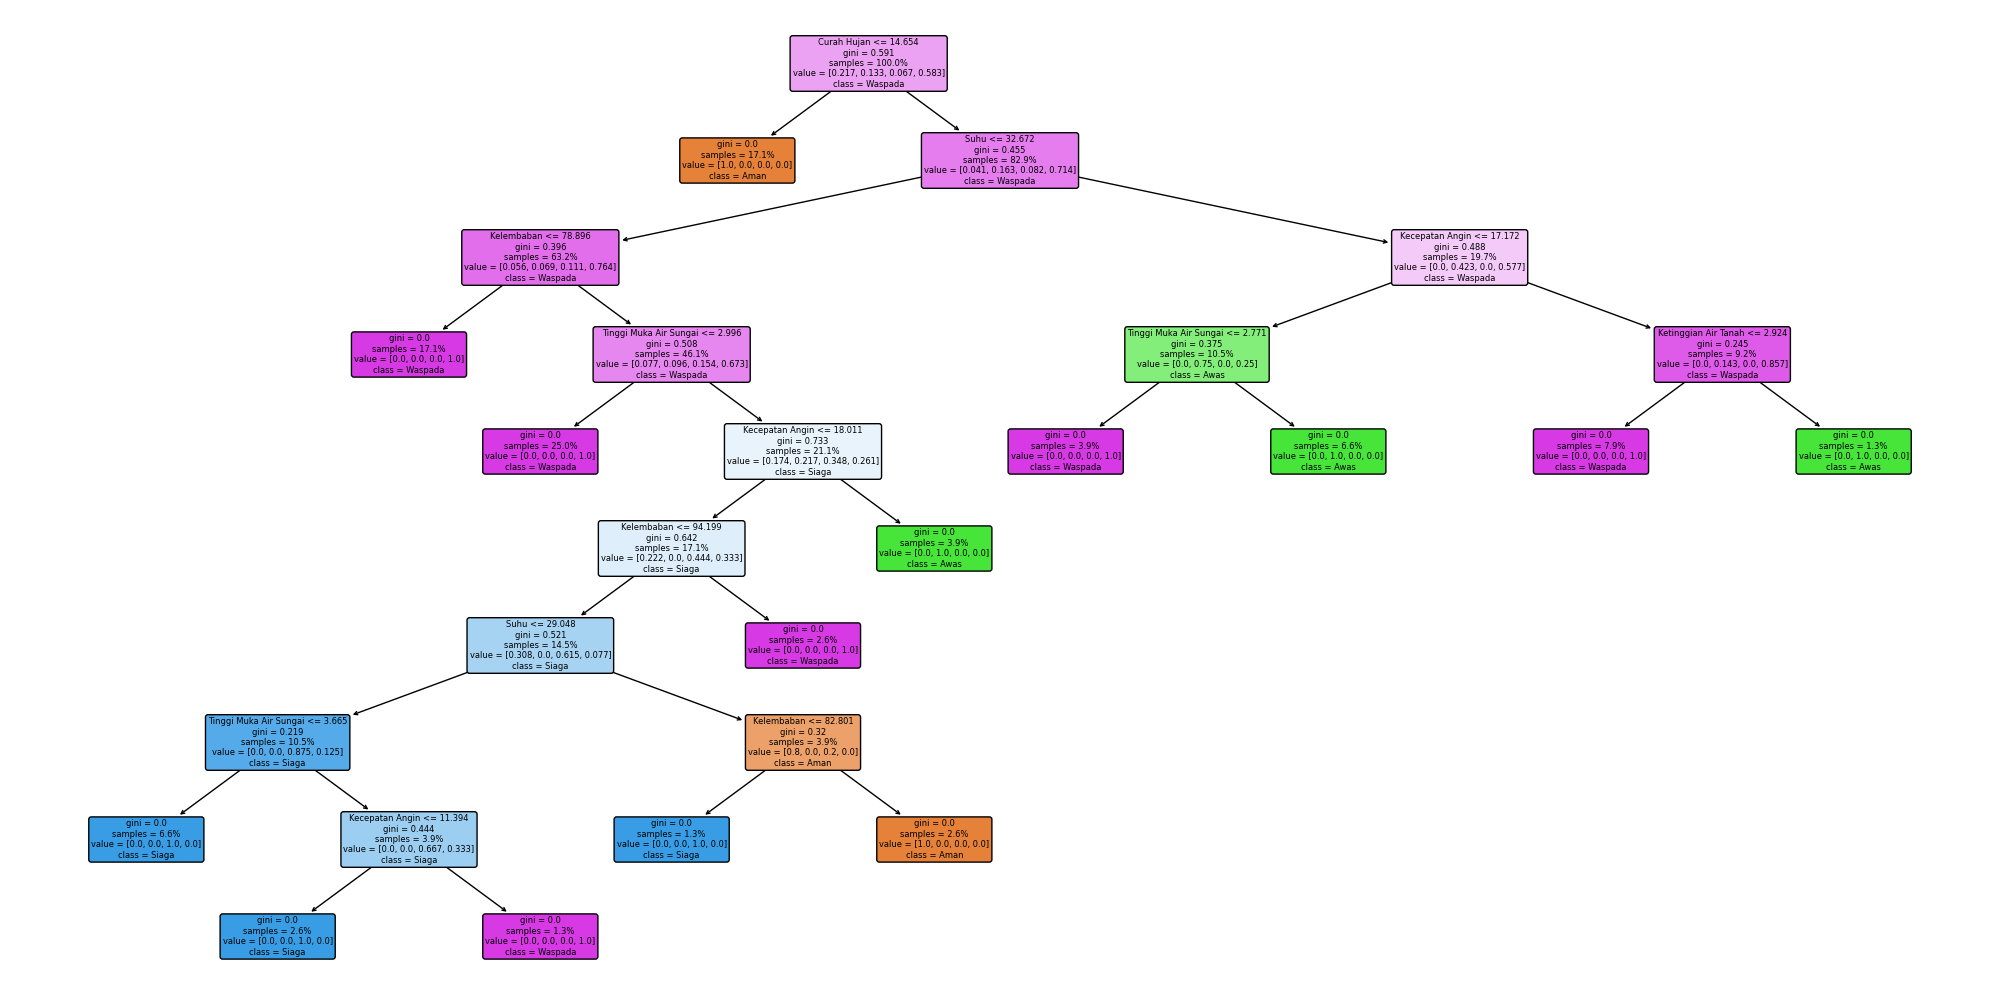 Curah Hujan <= 14.654
gini = 0.591
samples = 100.0%
value = [0.217, 0.133, 0.067, 0.583]
class = Waspada
gini = 0.0
samples = 17.1%
value = [1.0, 0.0, 0.0, 0.0]
class = Aman
Suhu <= 32.672
gini = 0.455
samples = 82.9%
value = [0.041, 0.163, 0.082, 0.714]
class = Waspada
Kelembaban <= 78.896
gini = 0.396
samples = 63.2%
value = [0.056, 0.069, 0.111, 0.764]
class = Waspada
Kecepatan Angin <= 17.172
gini = 0.488
samples = 19.7%
value = [0.0, 0.423, 0.0, 0.577]
class = Waspada
gini = 0.0
samples = 17.1%
value = [0.0, 0.0, 0.0, 1.0]
class = Waspada
Tinggi Muka Air Sungai <= 2.996
gini = 0.508
samples = 46.1%
value = [0.077, 0.096, 0.154, 0.673]
class = Waspada
Tinggi Muka Air Sungai <= 2.771
gini = 0.375
samples = 10.5%
value = [0.0, 0.75, 0.0, 0.25]
class = Awas
Ketinggian Air Tanah <= 2.924
gini = 0.245
samples = 9.2%
value = [0.0, 0.143, 0.0, 0.857]
class = Waspada
gini = 0.0
samples = 25.0%
value = [0.0, 0.0, 0.0, 1.0]
class = Waspada
Kecepatan Angin <= 18.011
gini = 0.733
samples = 21.1%
value = [0.174, 0.217, 0.348, 0.261]
class = Siaga
gini = 0.0
samples = 3.9%
value = [0.0, 0.0, 0.0, 1.0]
class = Waspada
gini = 0.0
samples = 6.6%
value = [0.0, 1.0, 0.0, 0.0]
class = Awas
gini = 0.0
samples = 7.9%
value = [0.0, 0.0, 0.0, 1.0]
class = Waspada
gini = 0.0
samples = 1.3%
value = [0.0, 1.0, 0.0, 0.0]
class = Awas
Kelembaban <= 94.199
gini = 0.642
samples = 17.1%
value = [0.222, 0.0, 0.444, 0.333]
class = Siaga
gini = 0.0
samples = 3.9%
value = [0.0, 1.0, 0.0, 0.0]
class = Awas
Suhu <= 29.048
gini = 0.521
samples = 14.5%
value = [0.308, 0.0, 0.615, 0.077]
class = Siaga
gini = 0.0
samples = 2.6%
value = [0.0, 0.0, 0.0, 1.0]
class = Waspada
Tinggi Muka Air Sungai <= 3.665
gini = 0.219
samples = 10.5%
value = [0.0, 0.0, 0.875, 0.125]
class = Siaga
Kelembaban <= 82.801
gini = 0.32
samples = 3.9%
value = [0.8, 0.0, 0.2, 0.0]
class = Aman
gini = 0.0
samples = 6.6%
value = [0.0, 0.0, 1.0, 0.0]
class = Siaga
Kecepatan Angin <= 11.394
gini = 0.444
samples = 3.9%
value = [0.0, 0.0, 0.667, 0.333]
class = Siaga
gini = 0.0
samples = 1.3%
value = [0.0, 0.0, 1.0, 0.0]
class = Siaga
gini = 0.0
samples = 2.6%
value = [1.0, 0.0, 0.0, 0.0]
class = Aman
gini = 0.0
samples = 2.6%
value = [0.0, 0.0, 1.0, 0.0]
class = Siaga
gini = 0.0
samples = 1.3%
value = [0.0, 0.0, 0.0, 1.0]
class = Waspada